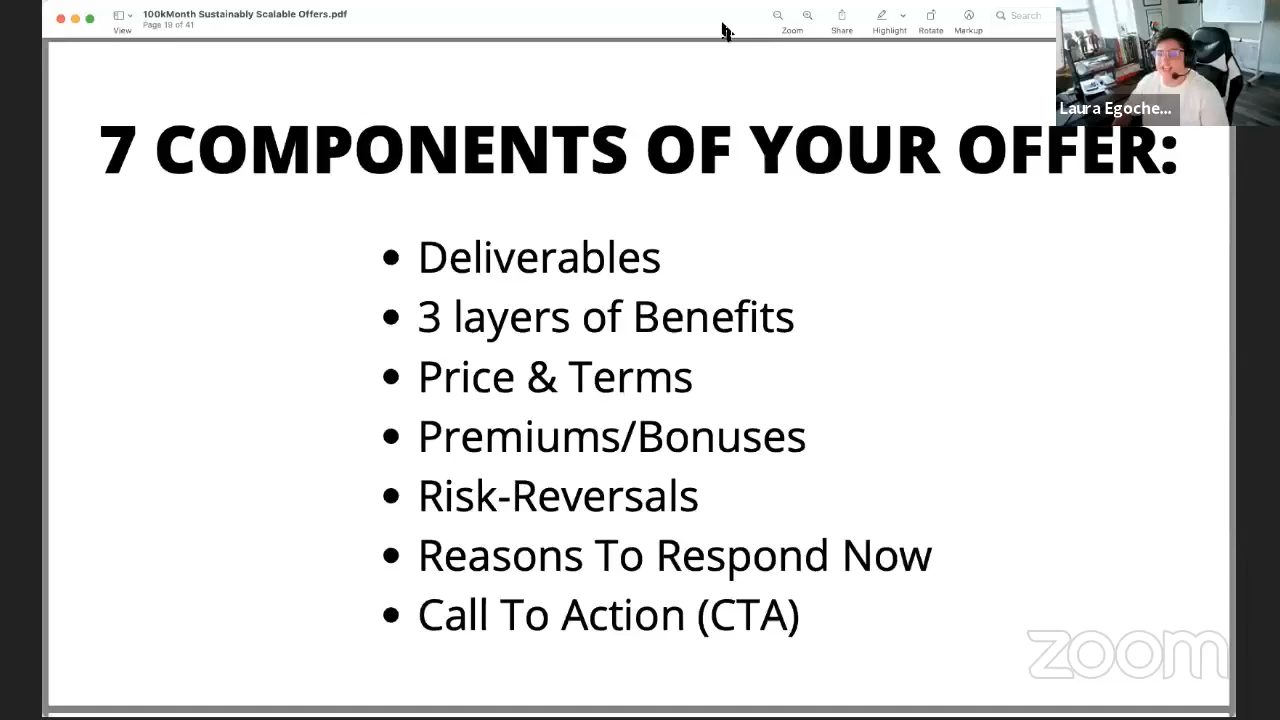 100kMonth Sustainably Scalable Offers.pdf
Page 19 of 41
View
Zoom
Share
Highlight
Rotate
Markup
Search
Laura Egoche...
7 COMPONENTS OF YOUR OFFER:
• Deliverables
• 3 layers of Benefits
• Price & Terms
• Premiums/Bonuses
• Risk-Reversals
• Reasons To Respond Now
• Call To Action (CTA)
zoom